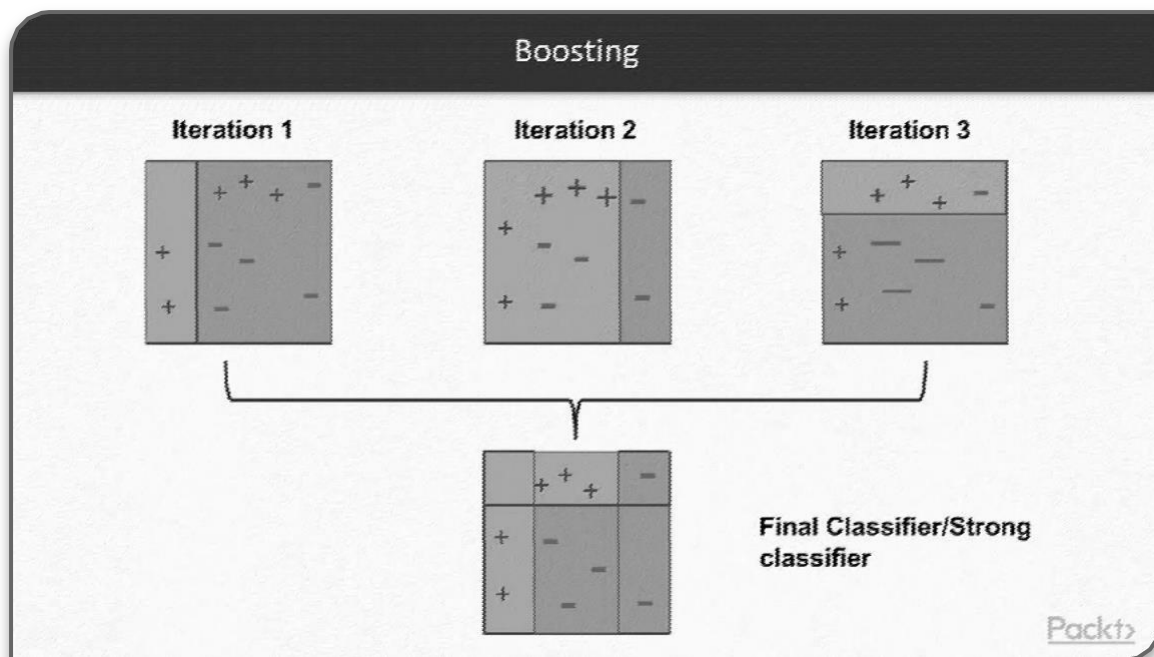 Boosting
Iteration 1
Iteration 2
Iteration 3
Final Classifier/Strong
classifier
Packt>